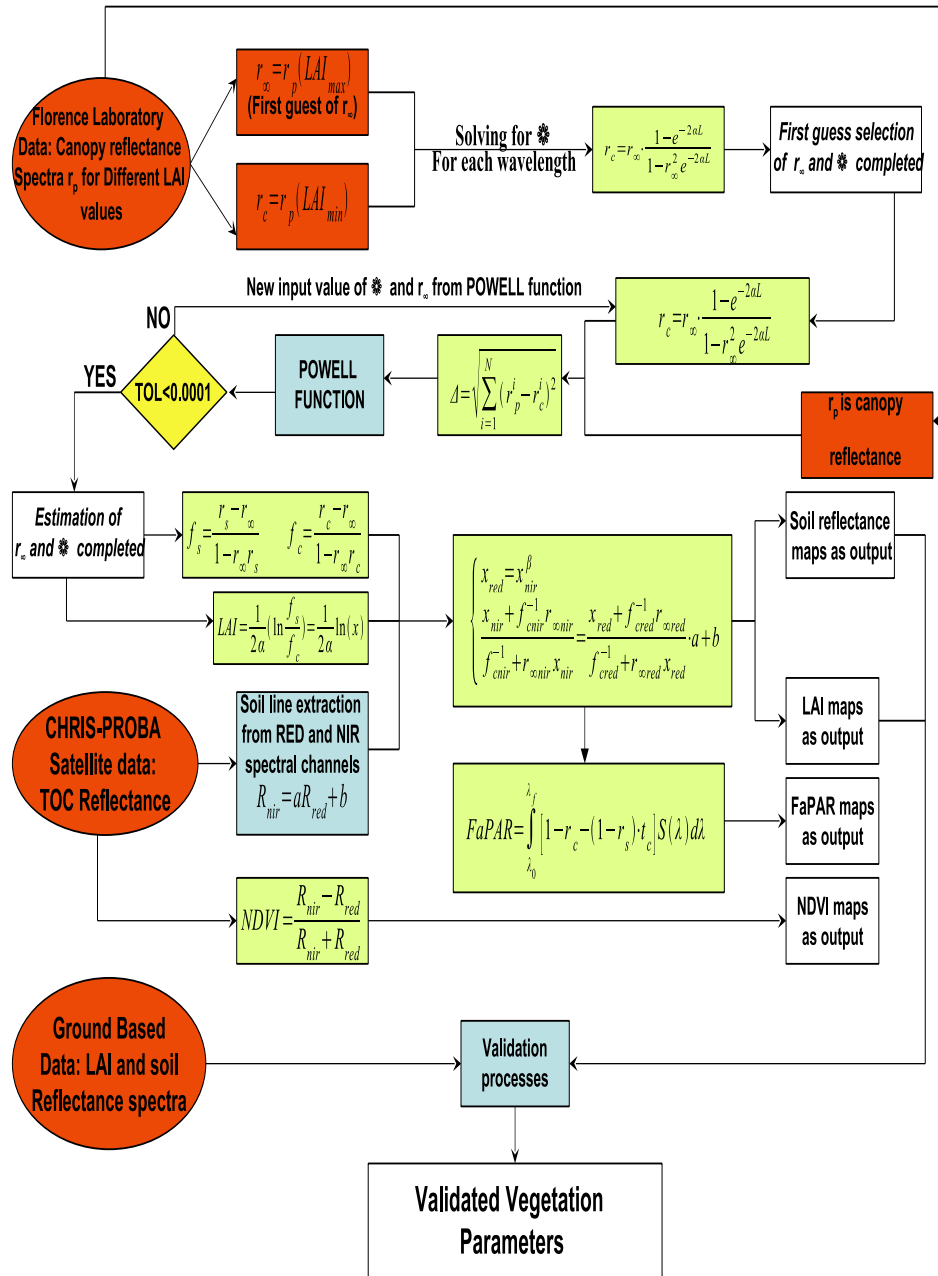 Florence Laboratory
Data: Canopy reflectance
Spectra r_p for Different LAI
values
r_∞=r_p(LAI_max)
(First guest of r_∞)
r_c=r_p(LAI_min)
Solving for ❁
For each wavelength
r_c=r_∞·(1−e^{−2αL})/(1−r_∞^2 e^{−2αL})
First guess selection
of r_∞ and ❁ completed
New input value of ❁ and r_∞ from POWELL function
NO
YES
TOL<0.0001
POWELL
FUNCTION
Δ=√(∑_{i=1}^{N}(r_p^i−r_c^i)^2)
r_c=r_∞·(1−e^{−2αL})/(1−r_∞^2 e^{−2αL})
r_p is canopy
reflectance
Estimation of
r_∞ and ❁ completed
f_s=(r_s−r_∞)/(1−r_∞r_s) f_c=(r_c−r_∞)/(1−r_∞r_c)
LAI=1/2α(ln f_s/f_c)=1/2α ln(x)
x_red=x_nir^β
(x_nir+f_cnir^{−1}r_∞nir)/(f_cnir^{−1}+r_∞nir x_nir)=(x_red+f_cred^{−1}r_∞red)/(f_cred^{−1}+r_∞red x_red)·a+b
Soil reflectance
maps as output
CHRIS-PROBA
Satellite data:
TOC Reflectance
Soil line extraction
from RED and NIR
spectral channels
R_nir=aR_red+b
LAI maps
as output
FaPAR=∫_{λ_0}^{λ_f}[1−r_c−(1−r_s)·t_c]S(λ)dλ
FaPAR maps
as output
NDVI=(R_nir−R_red)/(R_nir+R_red)
NDVI maps
as output
Ground Based
Data: LAI and soil
Reflectance spectra
Validation
processes
Validated Vegetation
Parameters